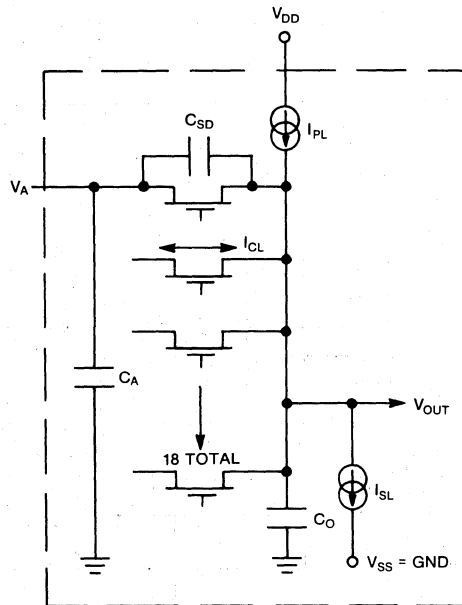 V_DD
C_SD
I_PL
V_A
I_CL
C_A
V_OUT
18 TOTAL
I_SL
C_O
V_SS = GND